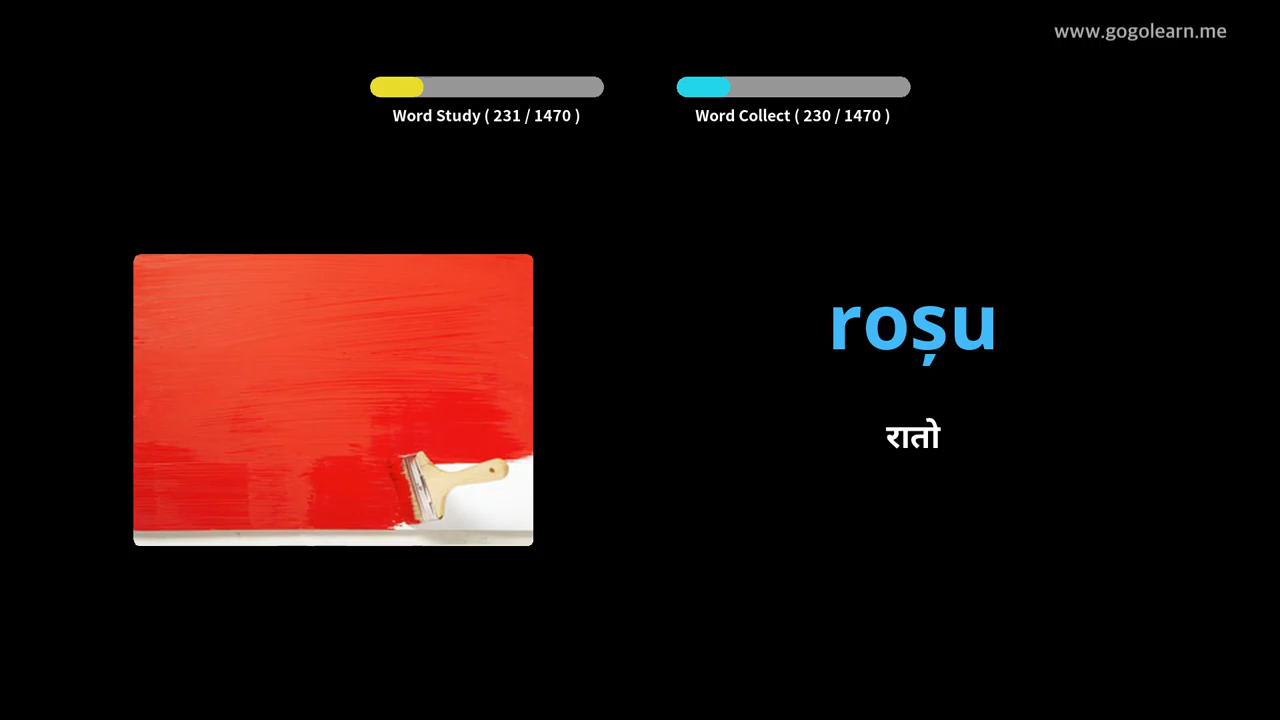 www.gogolearn.me
Word Study ( 231 / 1470 )
Word Collect ( 230 / 1470 )
roșu
रातो